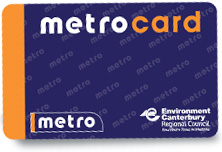 metrocard
metro
Environment
Canterbury
Regional Council